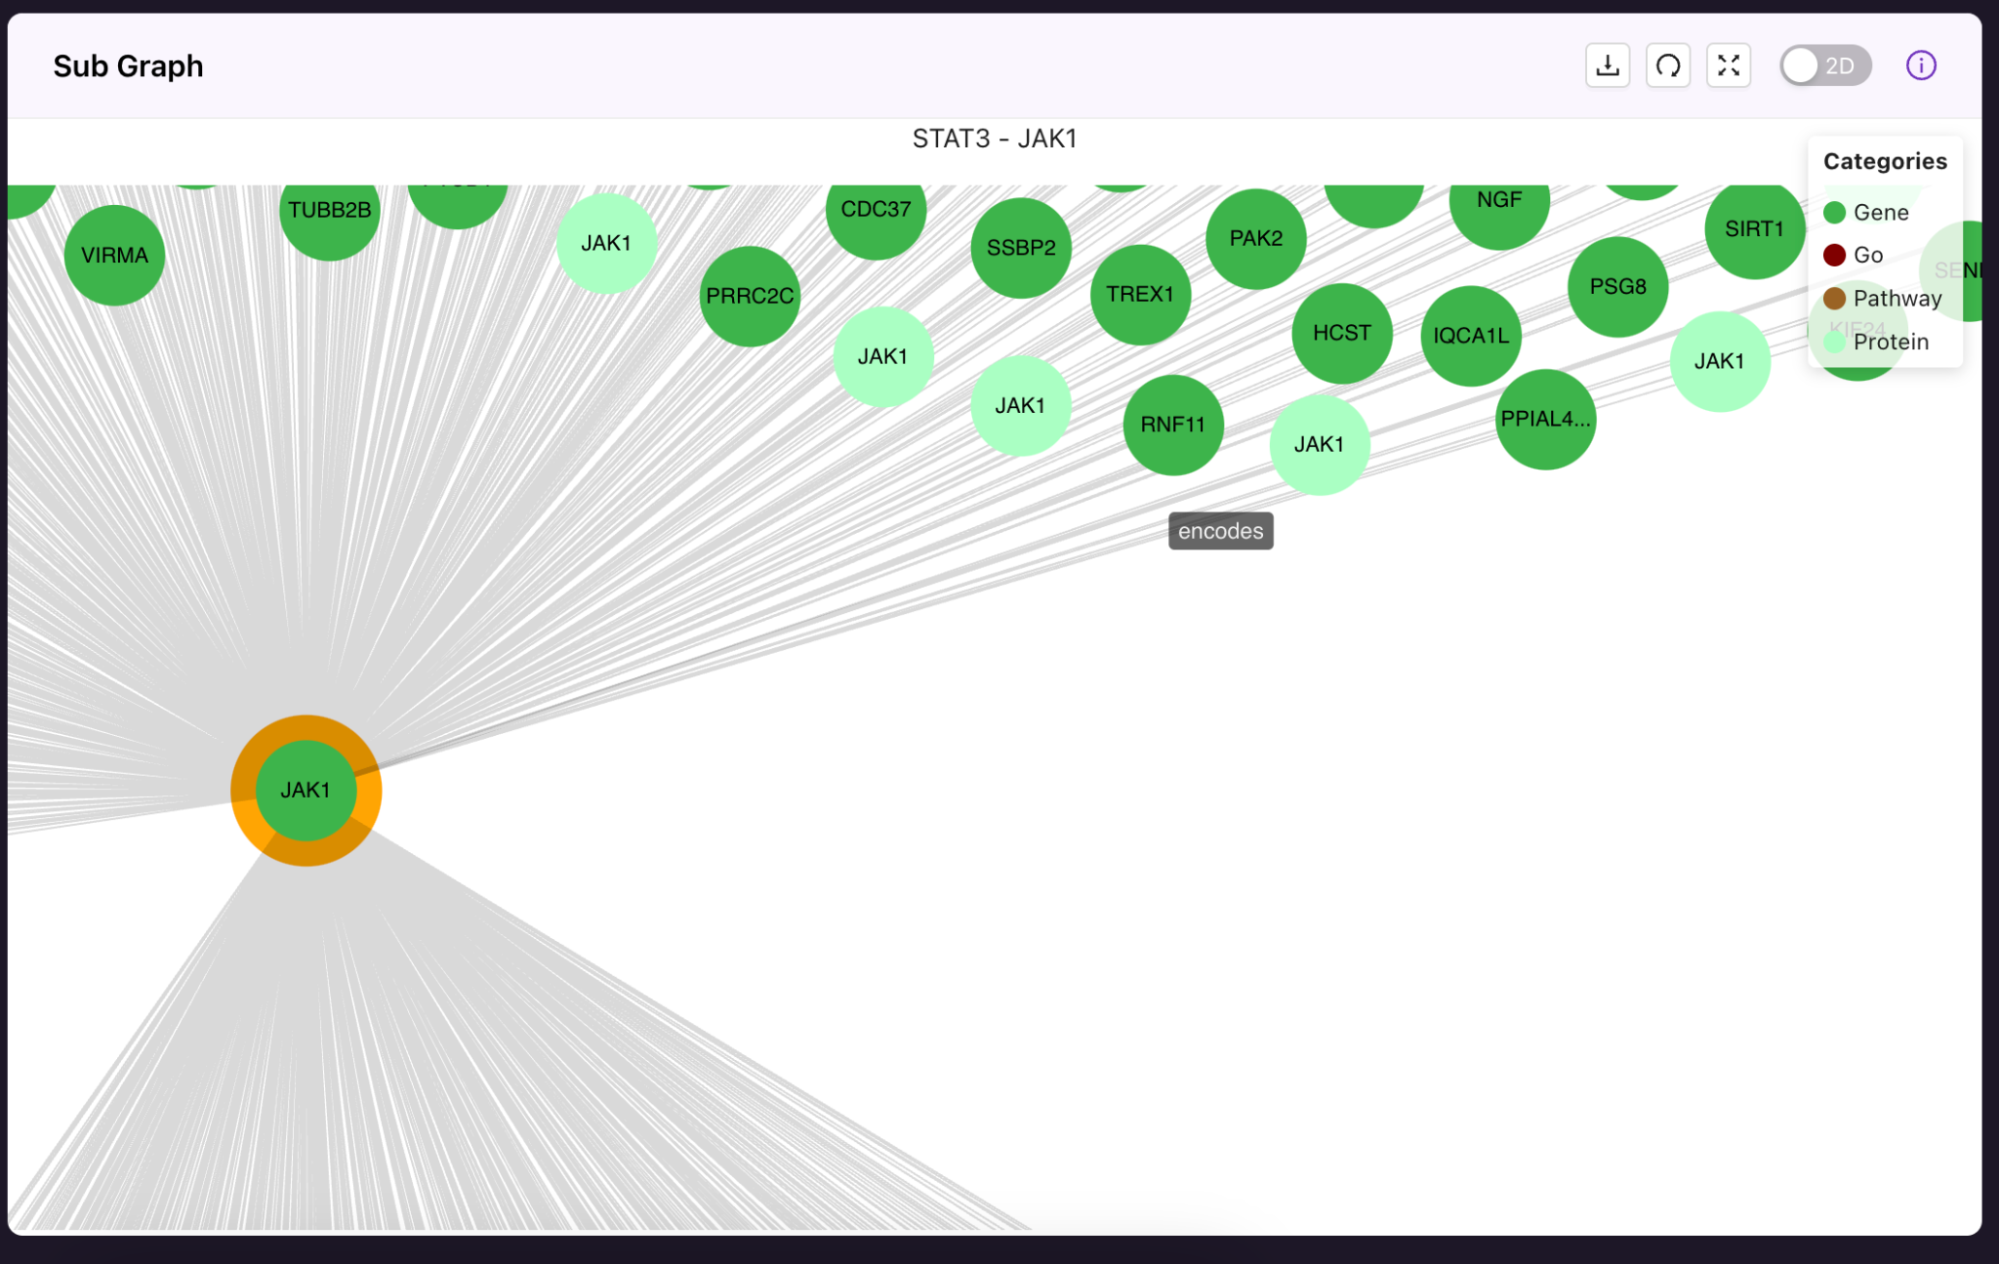 Sub Graph
2D
STAT3 - JAK1
Categories
Gene
Go
Pathway
Protein
VIRMA
TUBB2B
JAK1
PRRC2C
CDC37
JAK1
SSBP2
JAK1
TREX1
RNF11
PAK2
HCST
JAK1
NGF
IQCA1L
PPIAL4...
PSG8
SIRT1
JAK1
KIF24
encodes
JAK1